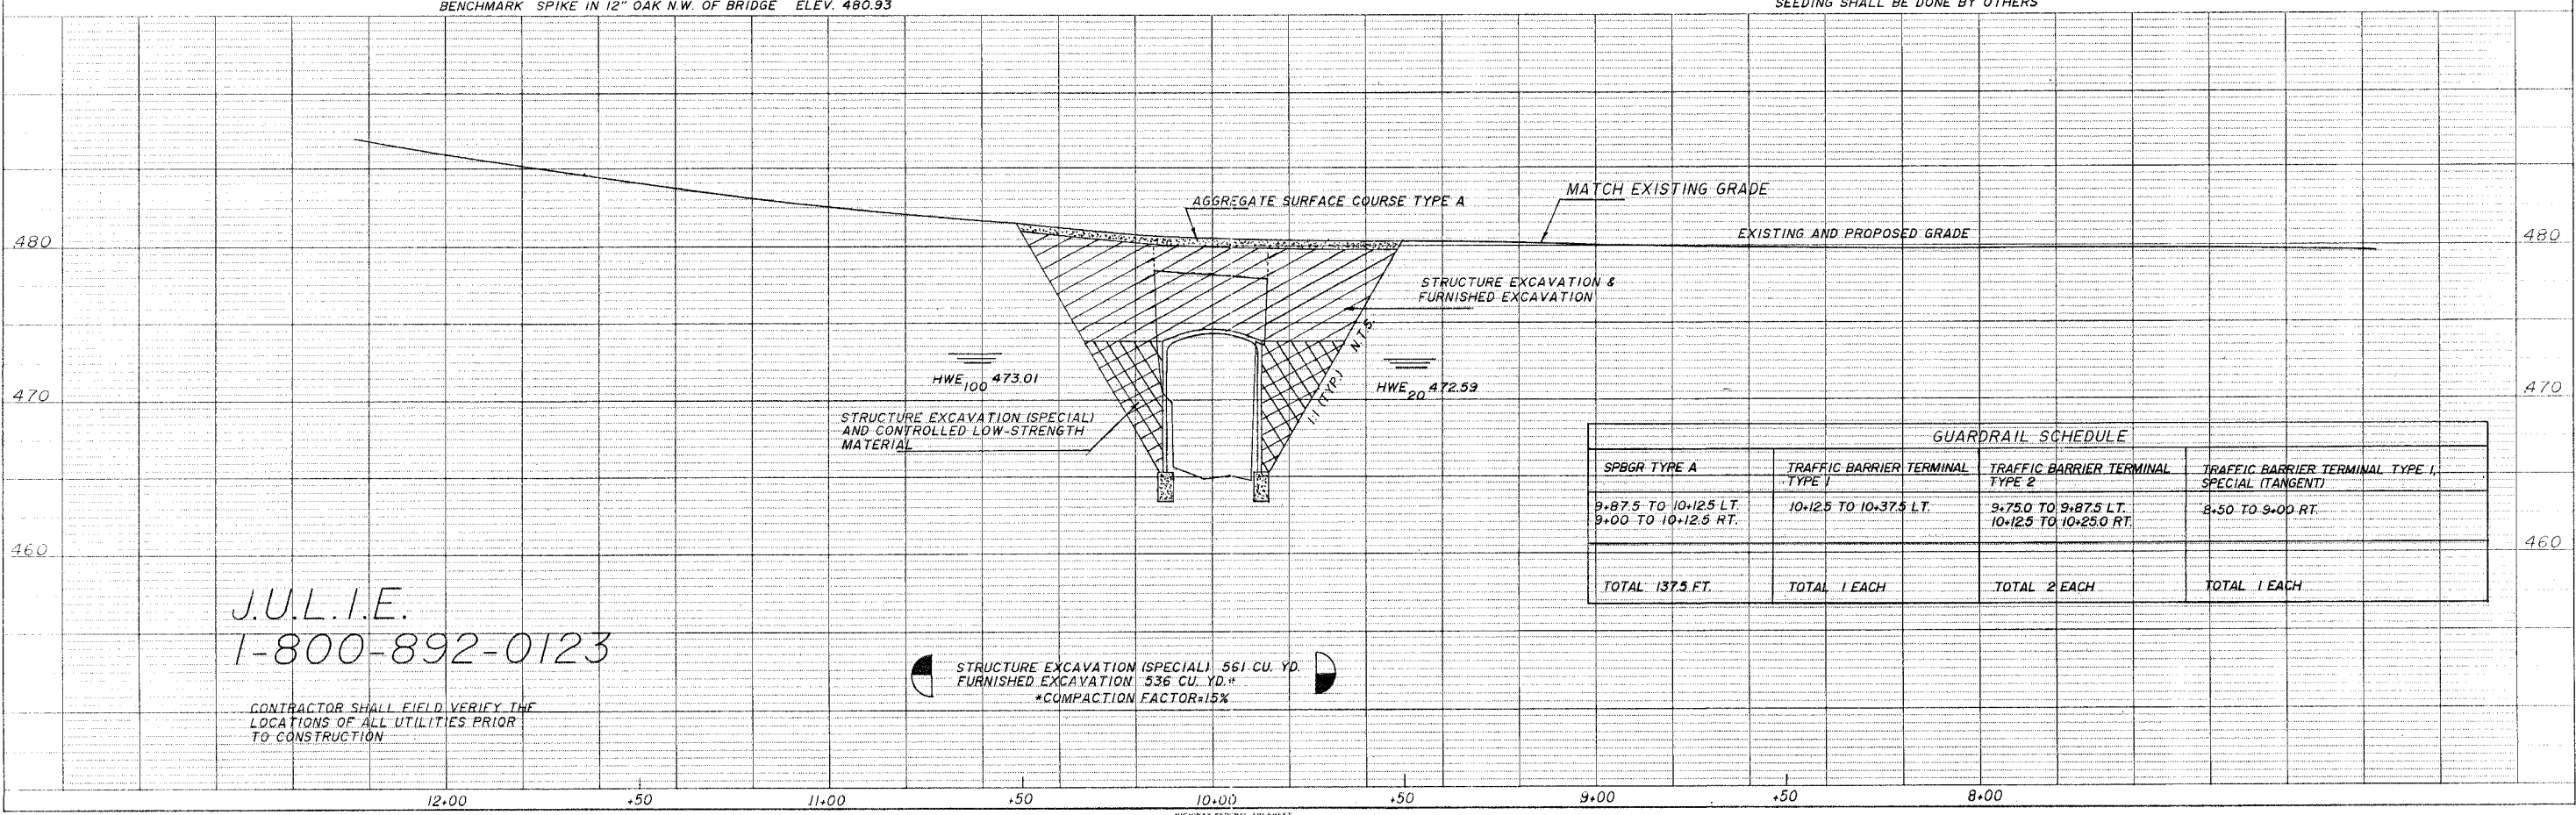 BENCHMARK SPIKE IN 12" OAK N.W. OF BRIDGE ELEV. 480.93
SEEDING SHALL BE DONE BY OTHERS
AGGREGATE SURFACE COURSE TYPE A
MATCH EXISTING GRADE
480
EXISTING AND PROPOSED GRADE
480
STRUCTURE EXCAVATION &
FURNISHED EXCAVATION
N.T.S.
1:1 (TYP.)
HWE100 473.01
HWE20 472.59
470
470
STRUCTURE EXCAVATION (SPECIAL)
AND CONTROLLED LOW-STRENGTH
MATERIAL
GUARDRAIL SCHEDULE
SPBGR TYPE A
TRAFFIC BARRIER TERMINAL
TYPE 1
TRAFFIC BARRIER TERMINAL
TYPE 2
TRAFFIC BARRIER TERMINAL TYPE 1,
SPECIAL (TANGENT)
9+87.5 TO 10+12.5 LT.
9+00 TO 10+12.5 RT.
10+12.5 TO 10+37.5 LT.
9+75.0 TO 9+87.5 LT.
10+12.5 TO 10+25.0 RT.
8+50 TO 9+00 RT.
TOTAL 137.5 FT.
TOTAL 1 EACH
TOTAL 2 EACH
TOTAL 1 EACH
460
460
J.U.L.I.E.
1-800-892-0123
CONTRACTOR SHALL FIELD VERIFY THE
LOCATIONS OF ALL UTILITIES PRIOR
TO CONSTRUCTION
STRUCTURE EXCAVATION (SPECIAL) 561 CU. YD.
FURNISHED EXCAVATION 536 CU. YD.*
*COMPACTION FACTOR=15%
12+00
+50
11+00
+50
10+00
+50
9+00
+50
8+00